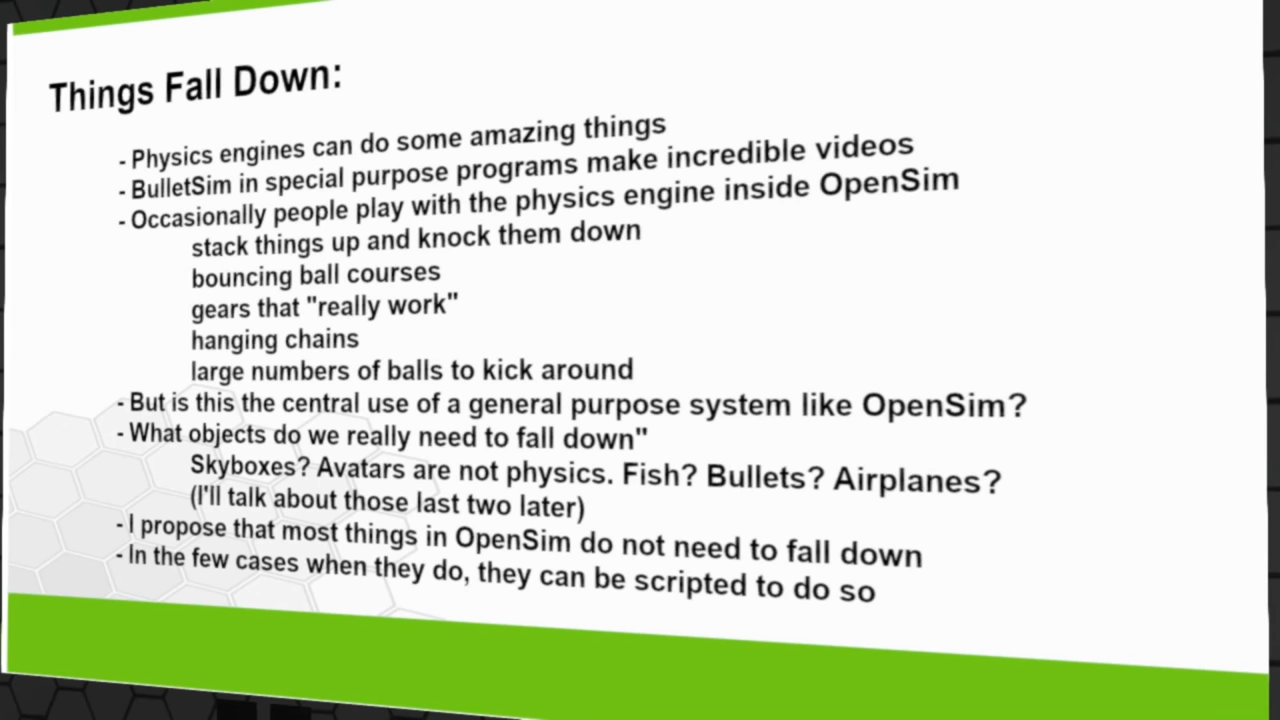 Things Fall Down:
- Physics engines can do some amazing things
- BulletSim in special purpose programs make incredible videos
- Occasionally people play with the physics engine inside OpenSim
stack things up and knock them down
bouncing ball courses
gears that "really work"
hanging chains
large numbers of balls to kick around
- But is this the central use of a general purpose system like OpenSim?
- What objects do we really need to fall down"
Skyboxes? Avatars are not physics. Fish? Bullets? Airplanes?
(I'll talk about those last two later)
- I propose that most things in OpenSim do not need to fall down
- In the few cases when they do, they can be scripted to do so